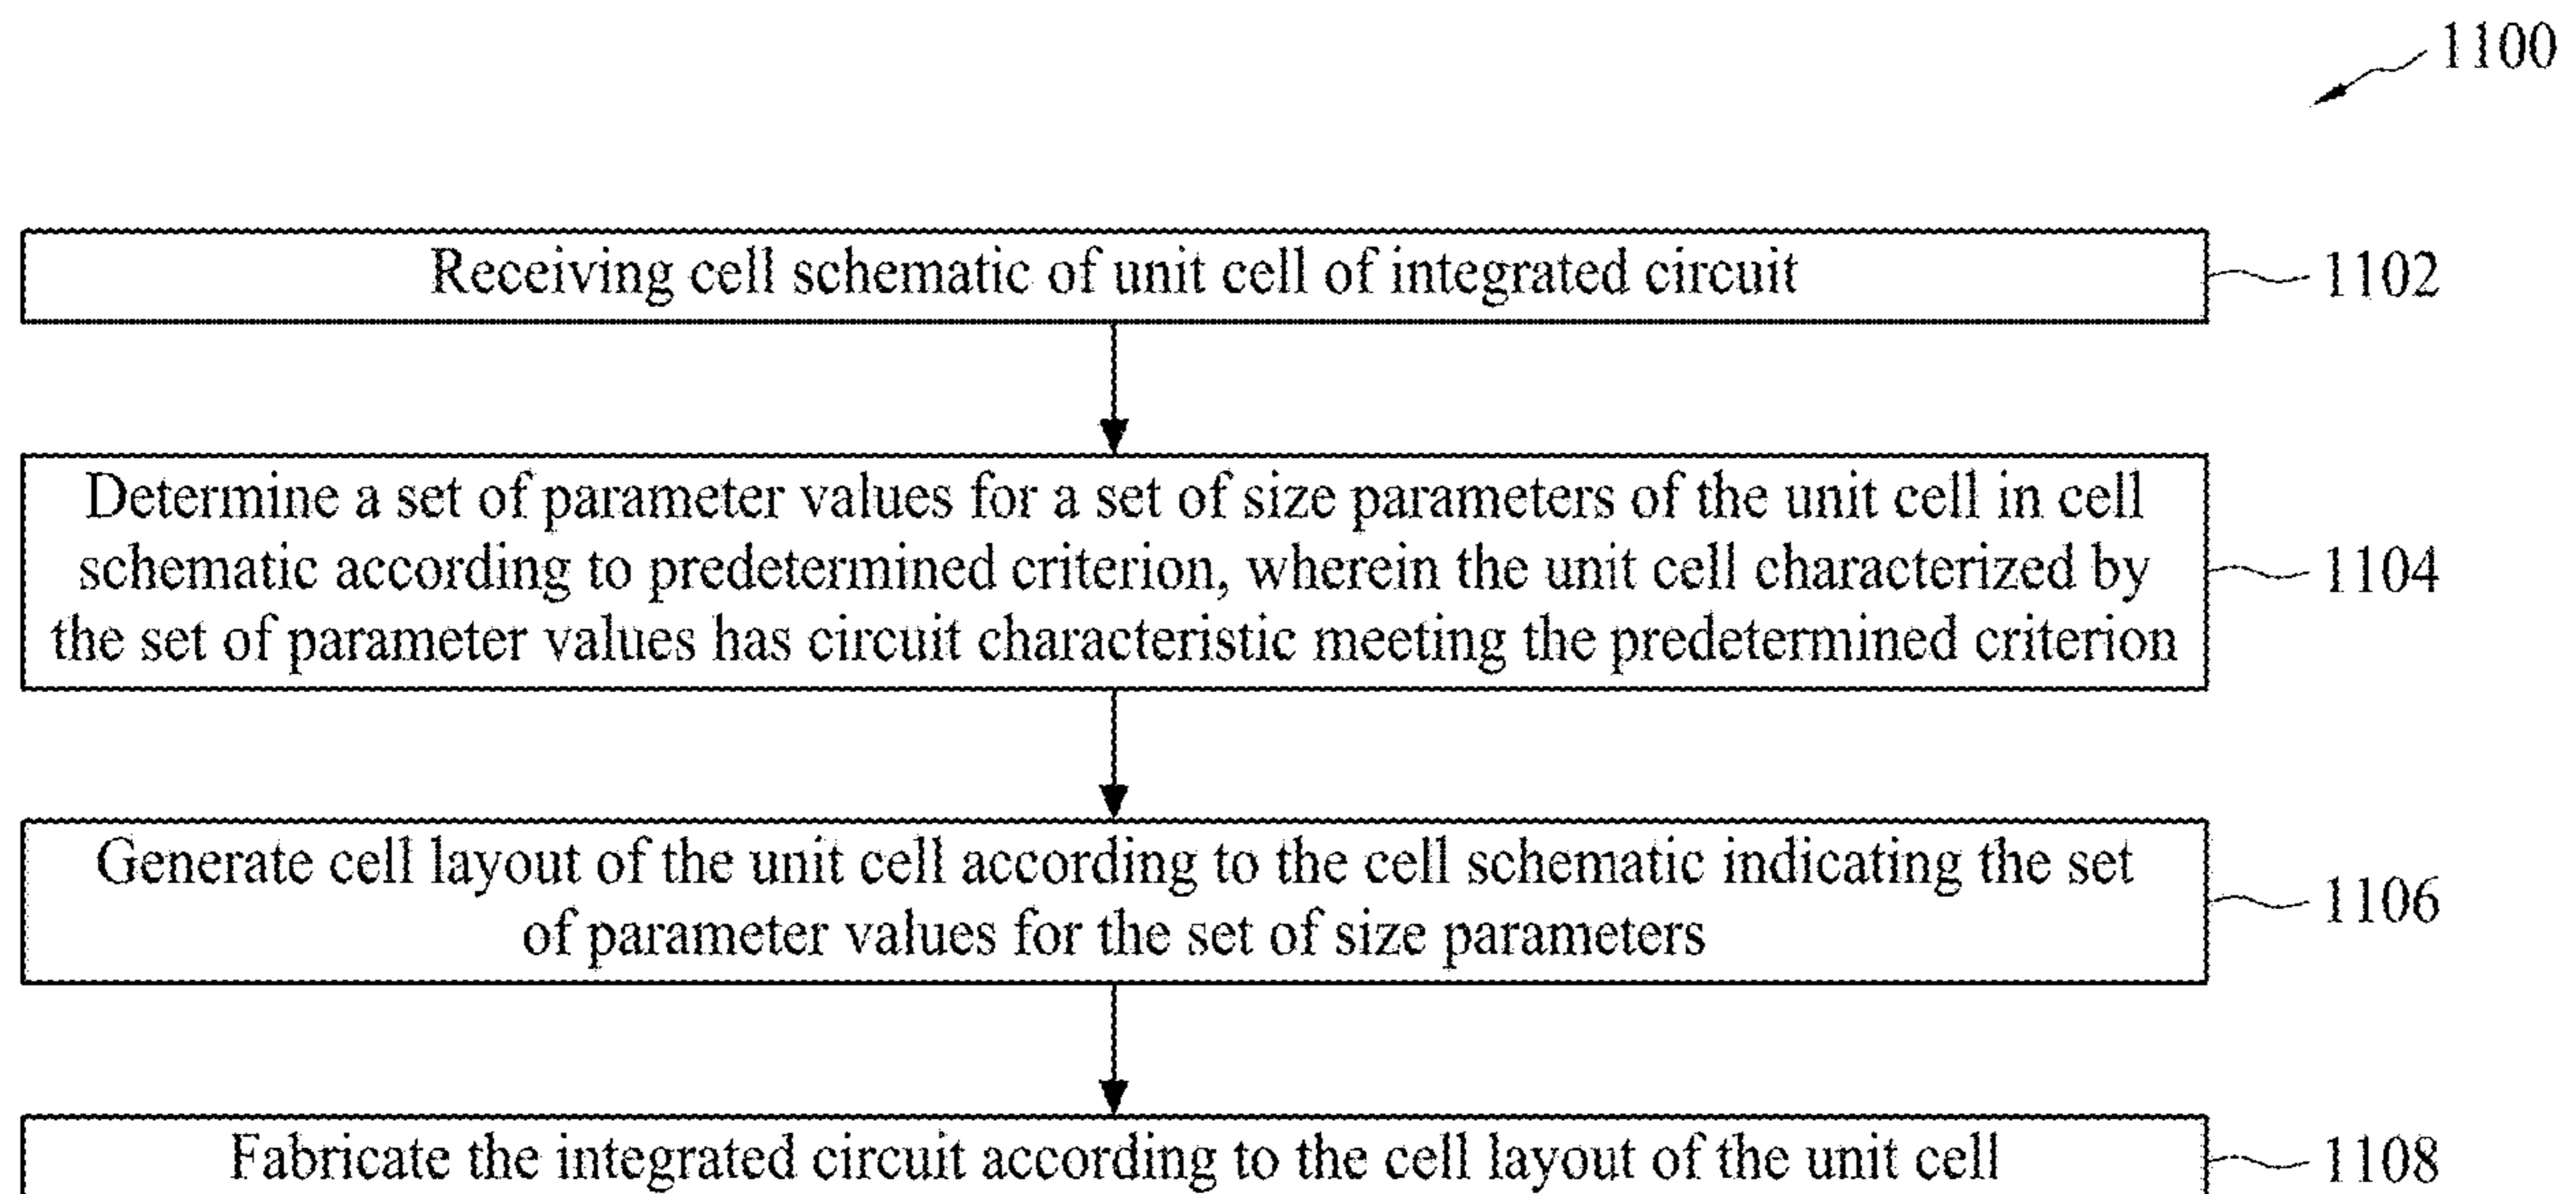 1100
Receiving cell schematic of unit cell of integrated circuit
1102
Determine a set of parameter values for a set of size parameters of the unit cell in cell
schematic according to predetermined criterion, wherein the unit cell characterized by
the set of parameter values has circuit characteristic meeting the predetermined criterion
1104
Generate cell layout of the unit cell according to the cell schematic indicating the set
of parameter values for the set of size parameters
1106
Fabricate the integrated circuit according to the cell layout of the unit cell
1108